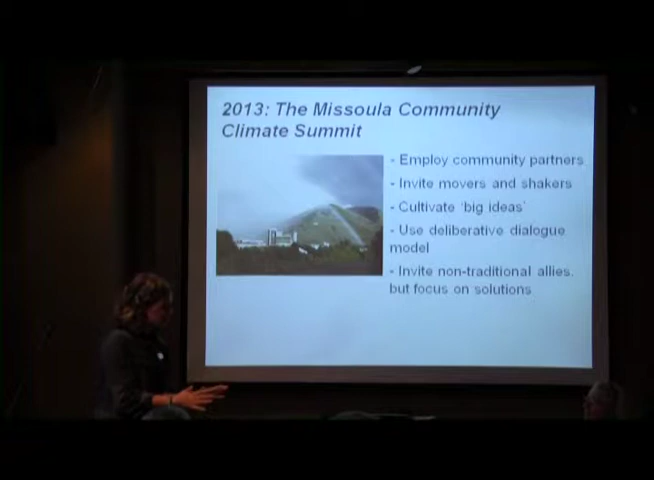 2013: The Missoula Community
Climate Summit
- Employ community partners
- Invite movers and shakers
- Cultivate 'big ideas'
- Use deliberative dialogue
model
- Invite non-traditional allies.
but focus on solutions